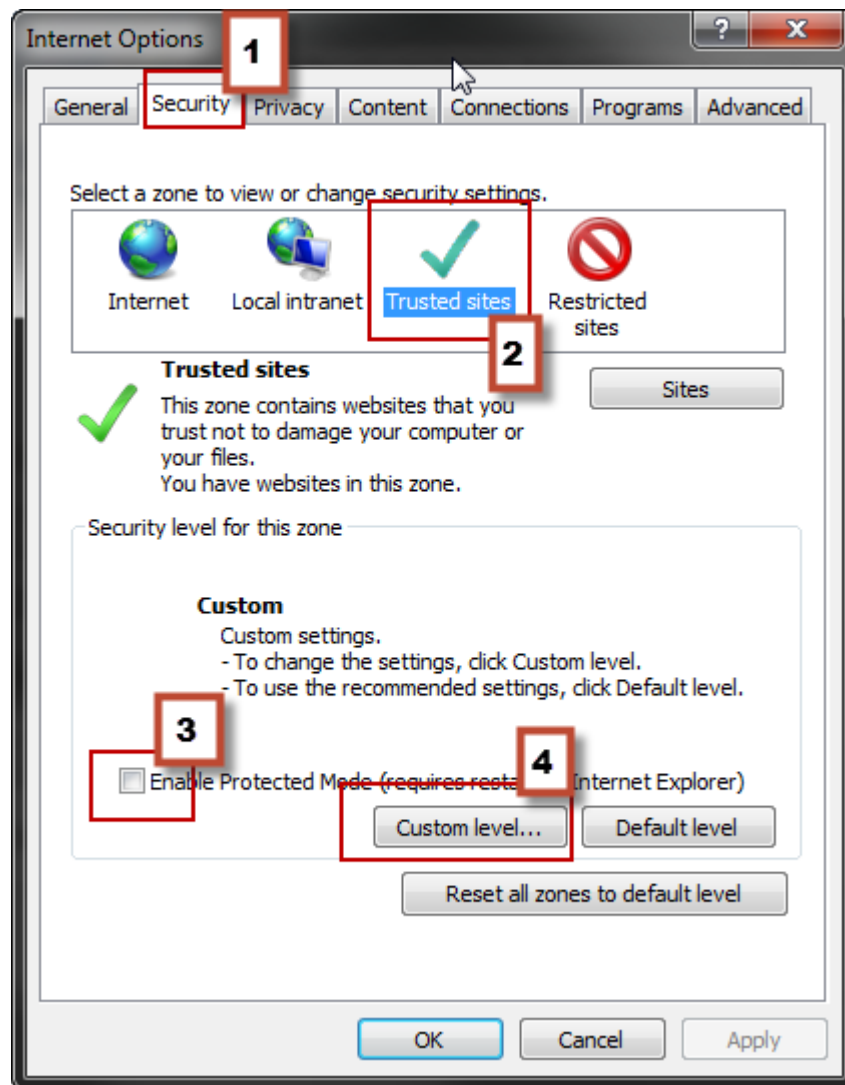 Internet Options
1
? X
General Security Privacy Content Connections Programs Advanced
Select a zone to view or change security settings.
Internet Local intranet Trusted sites Restricted
sites
2
Trusted sites
Sites
This zone contains websites that you
trust not to damage your computer or
your files.
You have websites in this zone.
Security level for this zone
Custom
Custom settings.
- To change the settings, click Custom level.
- To use the recommended settings, click Default level.
3
4
Enable Protected Mode (requires Internet Explorer)
Custom level... Default level
Reset all zones to default level
OK Cancel Apply